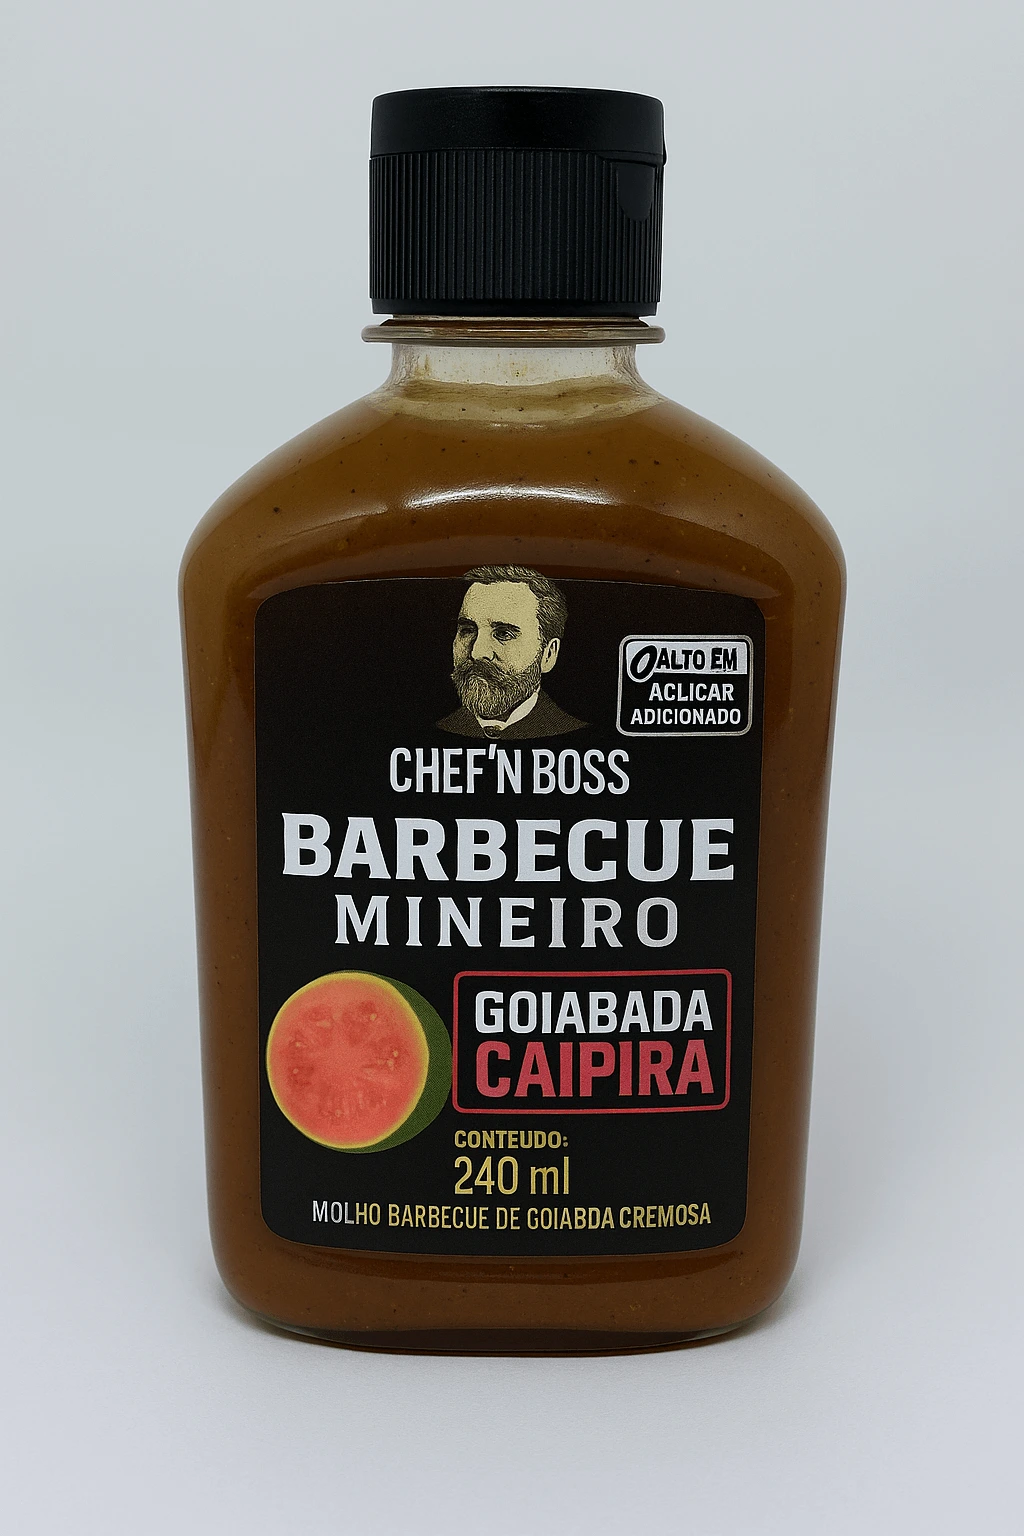 ALTO EM
ACLICAR
ADICIONADO
CHEF'N BOSS
BARBECUE
MINEIRO
GOIABADA
CAIPIRA
CONTEUDO:
240 ml
MOLHO BARBECUE DE GOIABDA CREMOSA